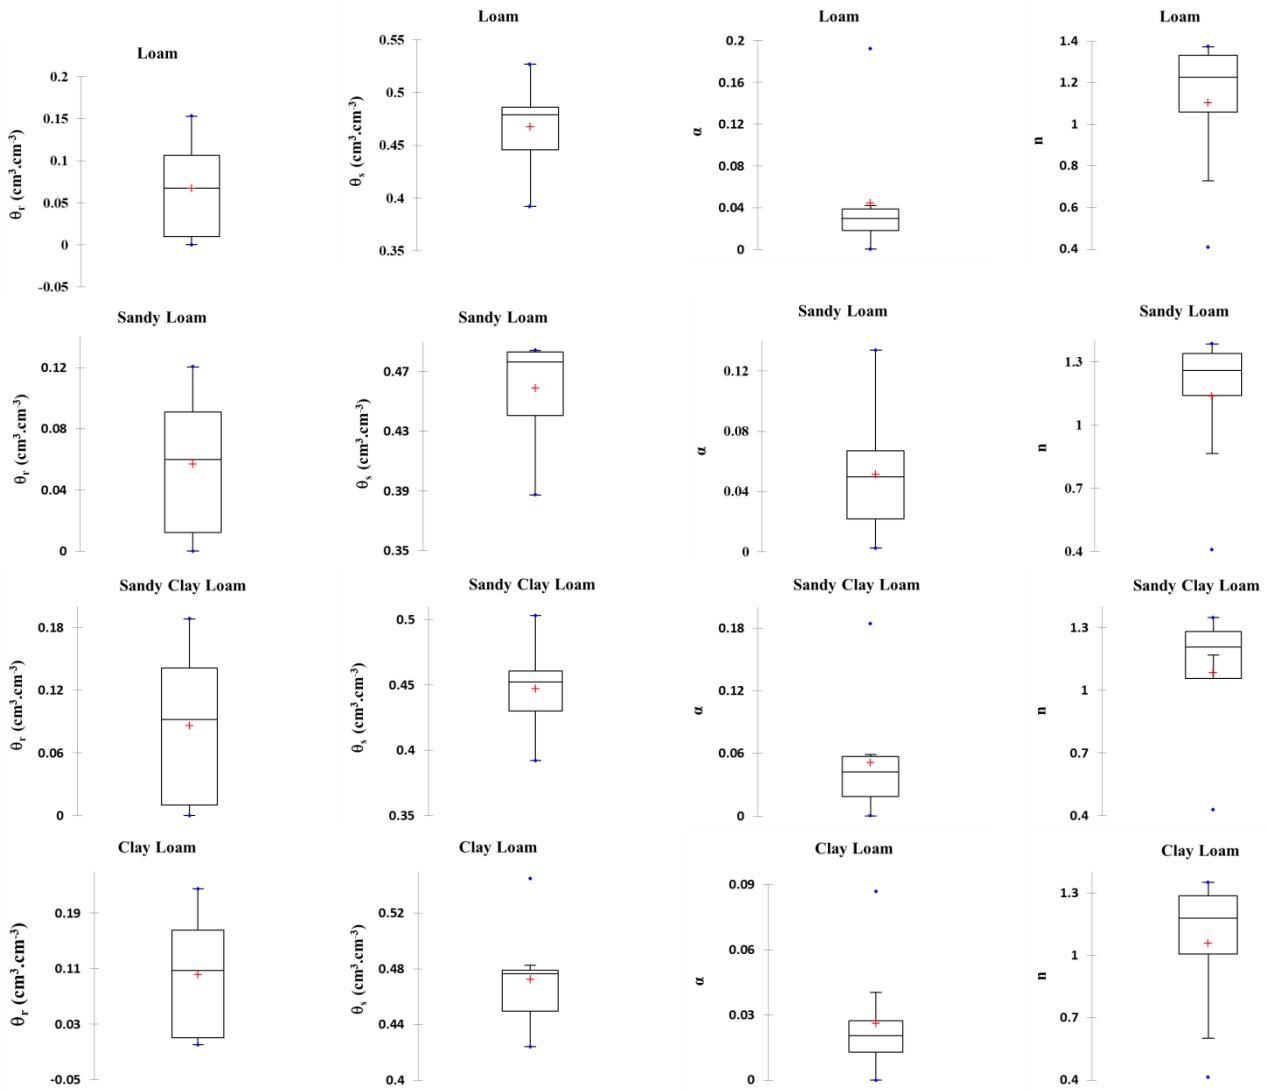 Loam
0.2
0.15
0.1
0.05
0
-0.05
θr (cm³.cm-³)
Loam
0.55
0.5
0.45
0.4
0.35
θs (cm³.cm-³)
Loam
0.2
0.16
0.12
0.08
0.04
0
α
Loam
1.4
1.2
1
0.8
0.6
0.4
n
Sandy Loam
0.12
0.08
0.04
0
θr (cm³.cm-³)
Sandy Loam
0.47
0.43
0.39
0.35
θs (cm³.cm-³)
Sandy Loam
0.12
0.08
0.04
0
α
Sandy Loam
1.3
1
0.7
0.4
n
Sandy Clay Loam
0.18
0.12
0.06
0
θr (cm³.cm-³)
Sandy Clay Loam
0.5
0.45
0.4
0.35
θs (cm³.cm-³)
Sandy Clay Loam
0.18
0.12
0.06
0
α
Sandy Clay Loam
1.3
1
0.7
0.4
n
Clay Loam
0.19
0.11
0.03
-0.05
θr (cm³.cm-³)
Clay Loam
0.52
0.48
0.44
0.4
θs (cm³.cm-³)
Clay Loam
0.09
0.06
0.03
0
α
Clay Loam
1.3
1
0.7
0.4
n